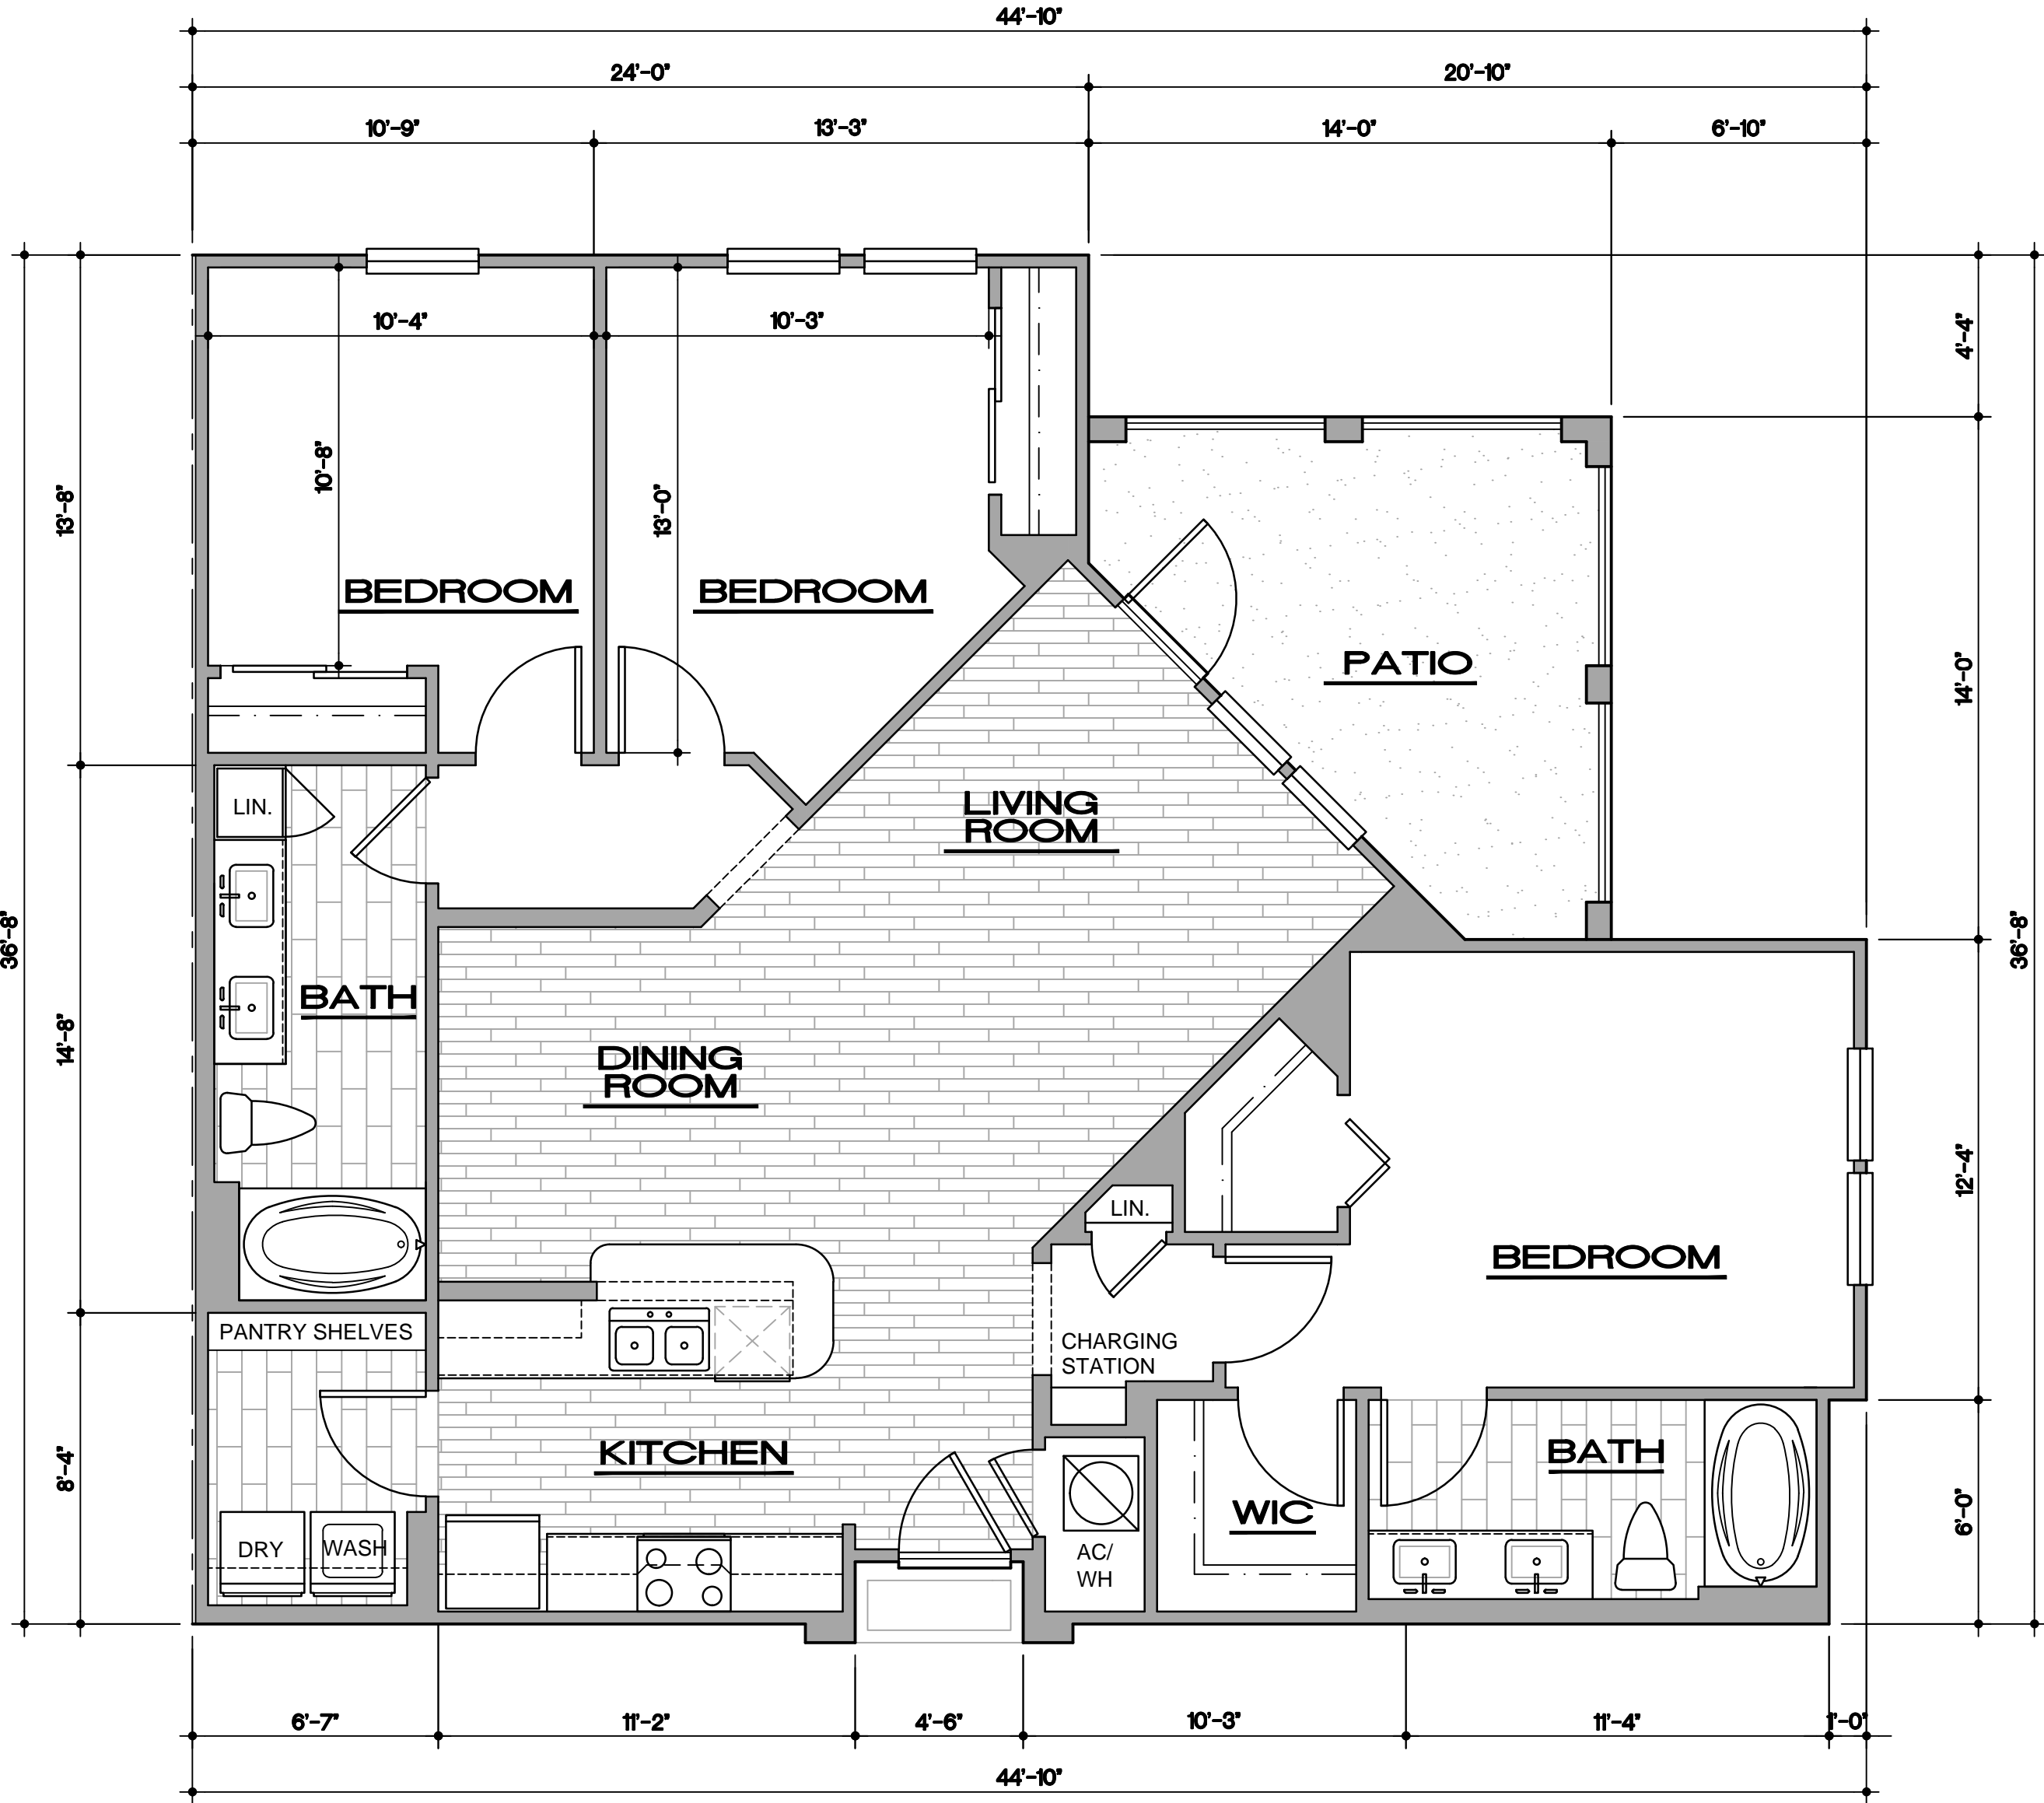 44'-10"
24'-0"
20'-10"
10'-9"
13'-3"
14'-0"
6'-10"
10'-4"
10'-3"
4'-4"
10'-8"
13'-0"
13'-8"
BEDROOM
BEDROOM
PATIO
14'-0"
LIN.
LIVING
ROOM
36'-8"
36'-8"
BATH
14'-8"
DINING
ROOM
12'-4"
LIN.
BEDROOM
PANTRY SHELVES
CHARGING
STATION
8'-4"
KITCHEN
BATH
WIC
6'-0"
DRY
WASH
AC/
WH
6'-7"
11'-2"
4'-6"
10'-3"
11'-4"
1'-0"
44'-10"